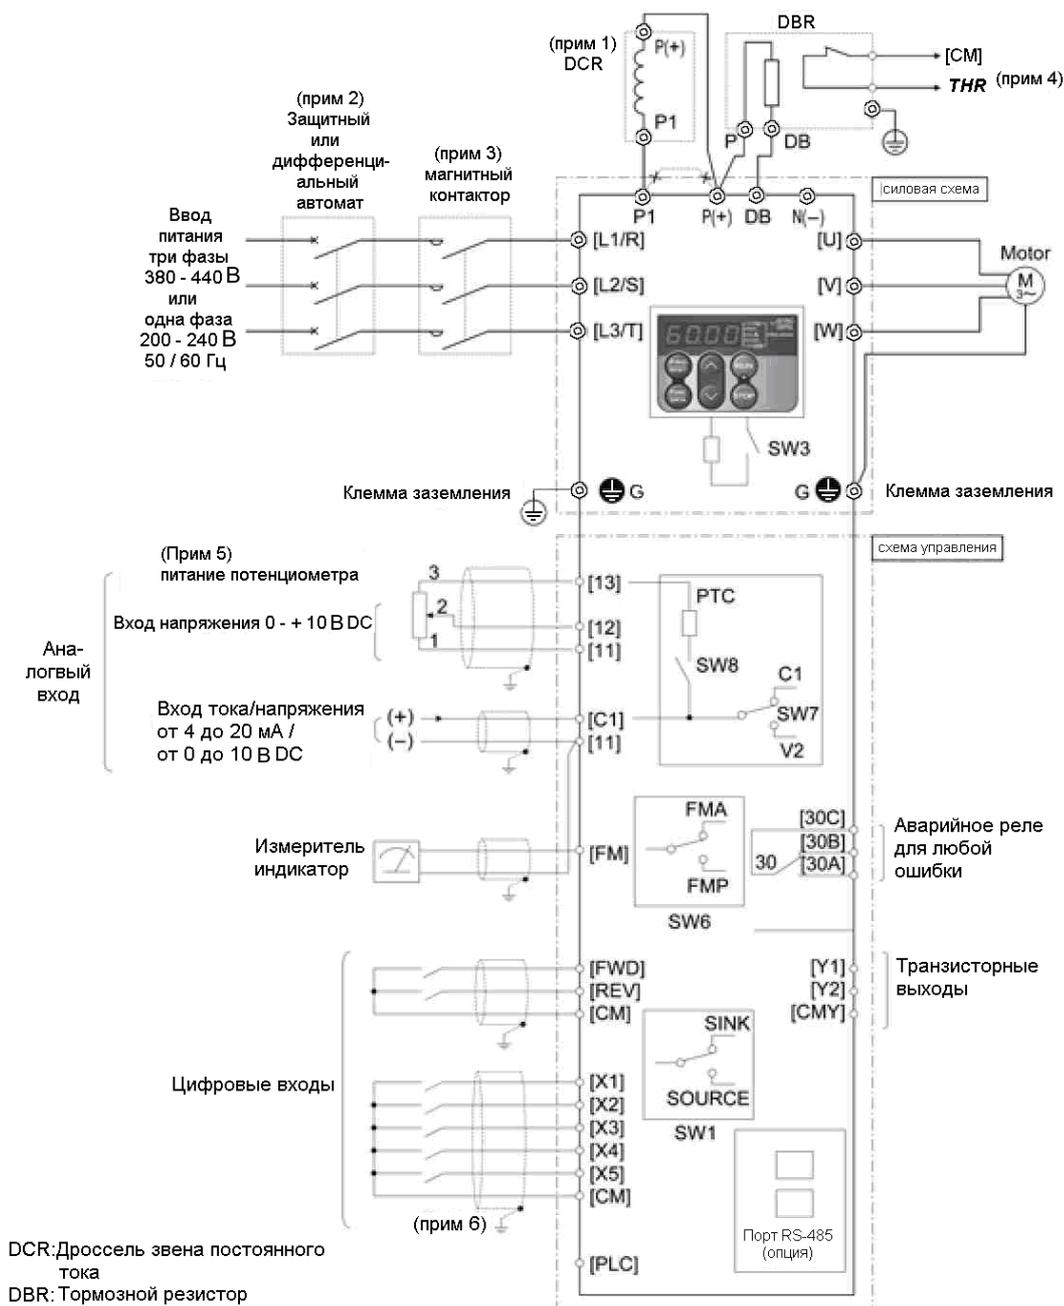 DBR
(прим 1)
DCR
P(+)
P1
[CM]
THR (прим 4)
P
DB
(прим 2)
Защитный
или
дифференци-
альный
автомат
(прим 3)
магнитный
контактор
силовая схема
P1
P(+)
DB
N(−)
Ввод
питания
три фазы
380 - 440 В
или
одна фаза
200 - 240 В
50 / 60 Гц
[L1/R]
[L2/S]
[L3/T]
[U]
[V]
[W]
Motor
M
3~
60.00
RUN
STOP
SW3
Клемма заземления
G
G
Клемма заземления
схема управления
(Прим 5)
питание потенциометра
Вход напряжения 0 - + 10 В DC
3
2
1
[13]
[12]
[11]
PTC
SW8
C1
SW7
V2
Ана-
логвый
вход
Вход тока/напряжения
от 4 до 20 мА /
от 0 до 10 В DC
(+)
(−)
[C1]
[11]
Измеритель
индикатор
[FM]
FMA
FMP
SW6
[30C]
[30B]
[30A]
30
Аварийное реле
для любой
ошибки
[FWD]
[REV]
[CM]
[Y1]
[Y2]
[CMY]
Транзисторные
выходы
Цифровые входы
SINK
SOURCE
SW1
[X1]
[X2]
[X3]
[X4]
[X5]
[CM]
(прим 6)
[PLC]
Порт RS-485
(опция)
DCR:Дроссель звена постоянного
тока
DBR: Тормозной резистор